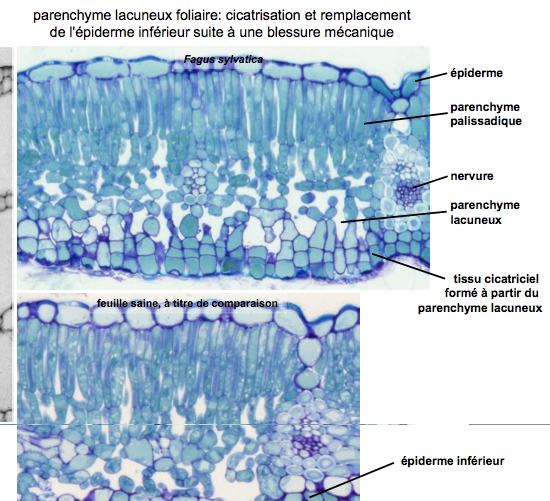 parenchyme lacuneux foliaire: cicatrisation et remplacement
de l'épiderme inférieur suite à une blessure mécanique
Fagus sylvatica
épiderme
parenchyme
palissadique
nervure
parenchyme
lacuneux
tissu cicatriciel
formé à partir du
parenchyme lacuneux
feuille saine, à titre de comparaison
épiderme inférieur